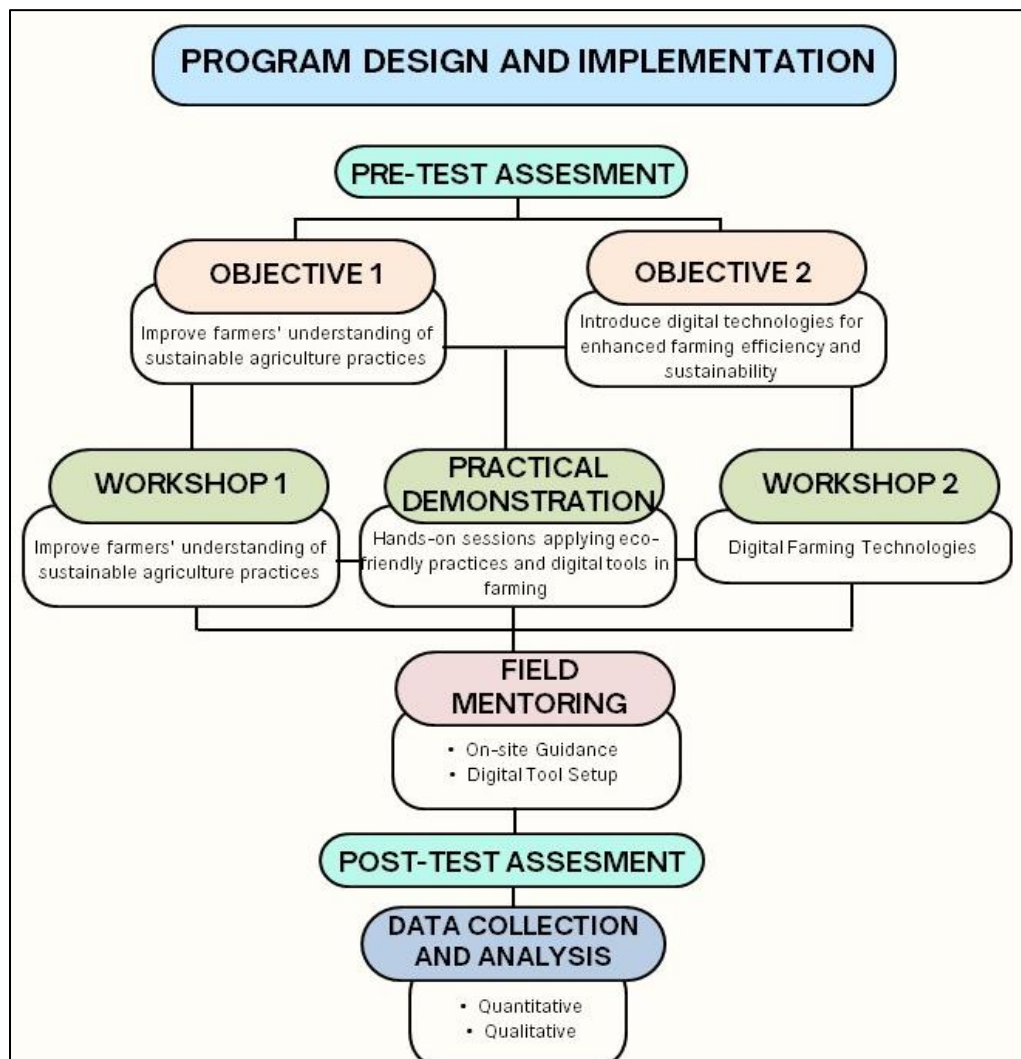 PROGRAM DESIGN AND IMPLEMENTATION
PRE-TEST ASSESMENT
OBJECTIVE 1
Improve farmers' understanding of
sustainable agriculture practices
OBJECTIVE 2
Introduce digital technologies for
enhanced farming efficiency and
sustainability
WORKSHOP 1
Improve farmers' understanding of
sustainable agriculture practices
PRACTICAL
DEMONSTRATION
Hands-on sessions applying eco-
friendly practices and digital tools in
farming
WORKSHOP 2
Digital Farming Technologies
FIELD
MENTORING
• On-site Guidance
• Digital Tool Setup
POST-TEST ASSESMENT
DATA COLLECTION
AND ANALYSIS
• Quantitative
• Qualitative